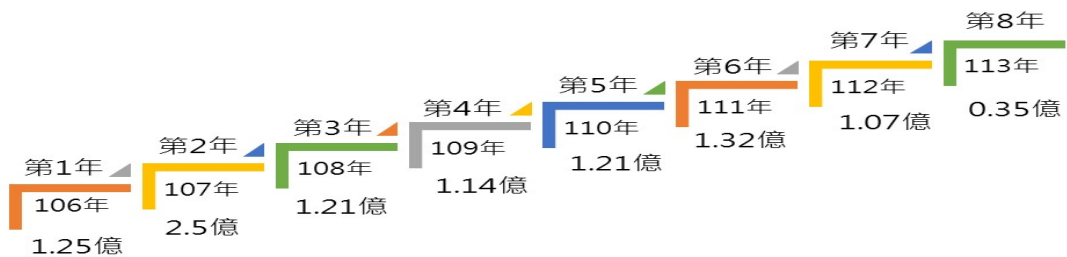 第1年
106年
1.25億
第2年
107年
2.5億
第3年
108年
1.21億
第4年
109年
1.14億
第5年
110年
1.21億
第6年
111年
1.32億
第7年
112年
1.07億
第8年
113年
0.35億